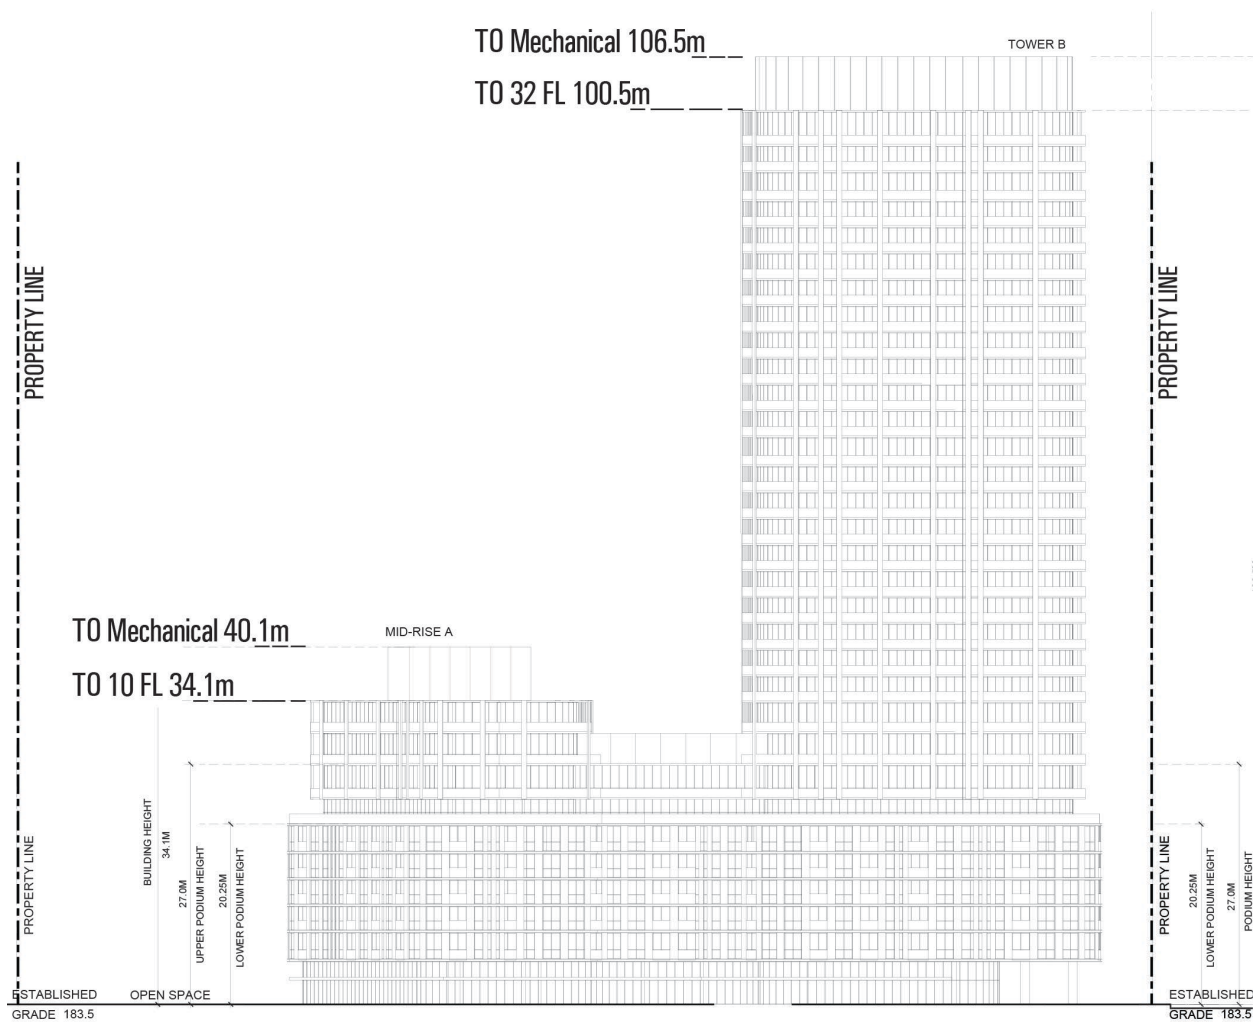 TO Mechanical 106.5m
TOWER B
TO 32 FL 100.5m
PROPERTY LINE
PROPERTY LINE
TO Mechanical 40.1m
MID-RISE A
TO 10 FL 34.1m
PROPERTY LINE
BUILDING HEIGHT
34.1M
27.0M
UPPER PODIUM HEIGHT
20.25M
LOWER PODIUM HEIGHT
PROPERTY LINE
20.25M
LOWER PODIUM HEIGHT
27.0M
PODIUM HEIGHT
ESTABLISHED
OPEN SPACE
GRADE 183.5
ESTABLISHED
GRADE 183.5